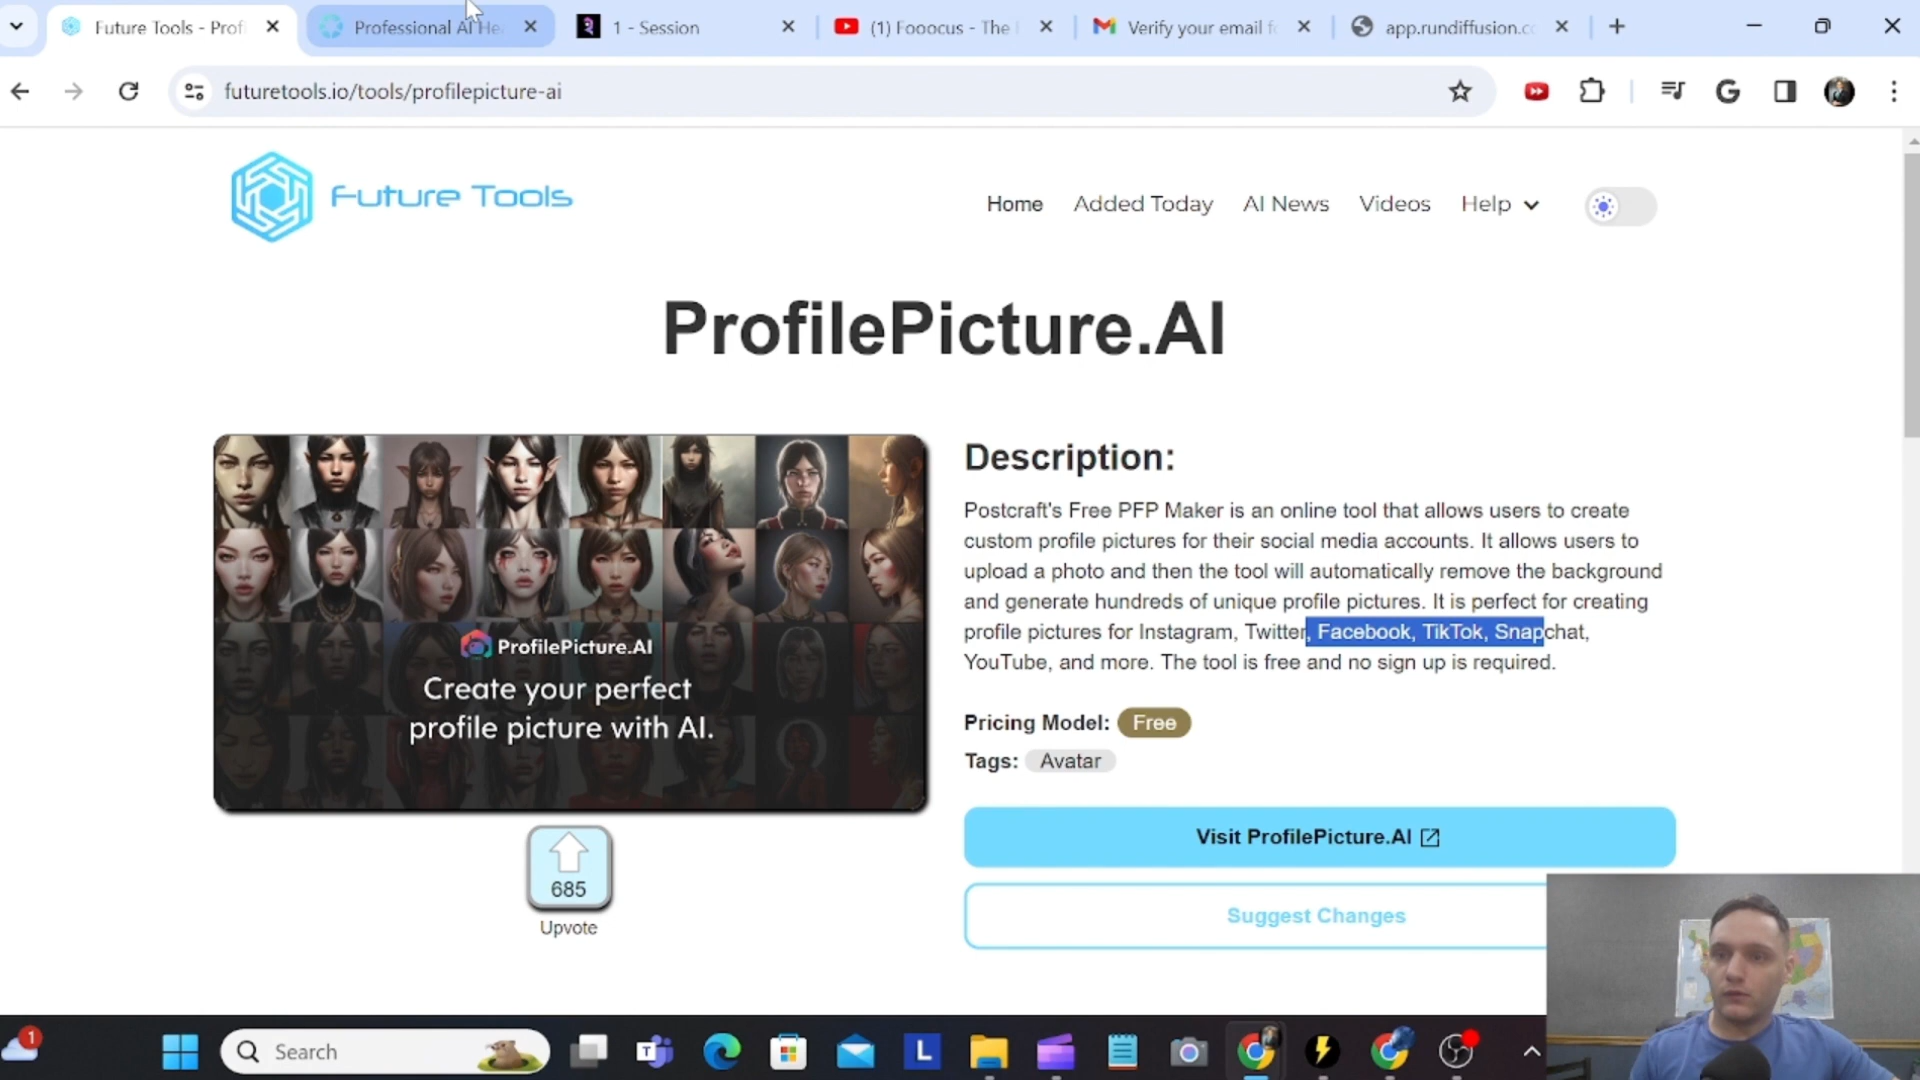 Future Tools - Prof
Professional AI He
1 - Session
(1) Fooocus - The
Verify your email f
app.rundiffusion.c
futuretools.io/tools/profilepicture-ai
Future Tools
Home
Added Today
AI News
Videos
Help
ProfilePicture.AI
ProfilePicture.AI
Create your perfect
profile picture with AI.
685
Upvote
Description:
Postcraft's Free PFP Maker is an online tool that allows users to create
custom profile pictures for their social media accounts. It allows users to
upload a photo and then the tool will automatically remove the background
and generate hundreds of unique profile pictures. It is perfect for creating
profile pictures for Instagram, Twitter, Facebook, TikTok, Snapchat,
YouTube, and more. The tool is free and no sign up is required.
Pricing Model: Free
Tags: Avatar
Visit ProfilePicture.AI
Suggest Changes
1
Search
T
L